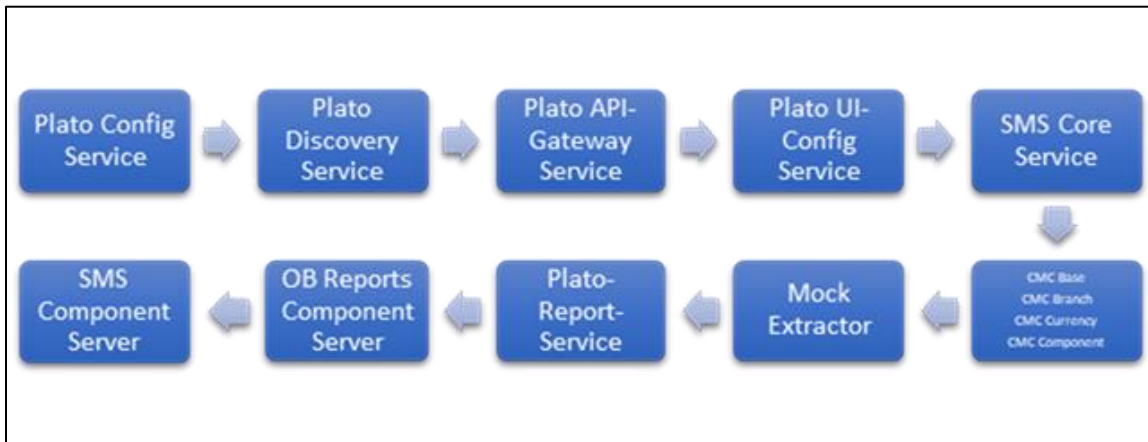 Plato Config
Service
Plato
Discovery
Service
Plato API-
Gateway
Service
Plato UI-
Config
Service
SMS Core
Service
CMC Base
CMC Branch
CMC Currency
CMC Component
Mock
Extractor
Plato-
Report-
Service
OB Reports
Component
Server
SMS
Component
Server